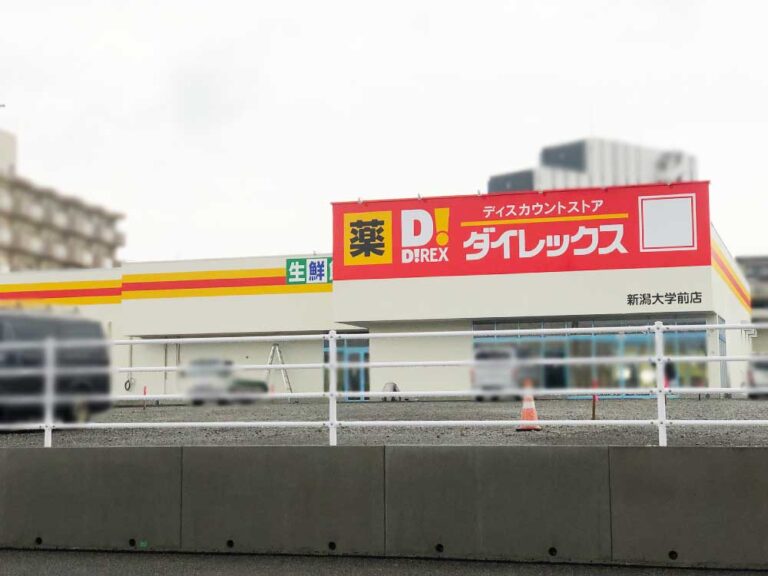 生鮮
薬
D!
D!REX
ディスカウントストア
ダイレックス
新潟大学前店